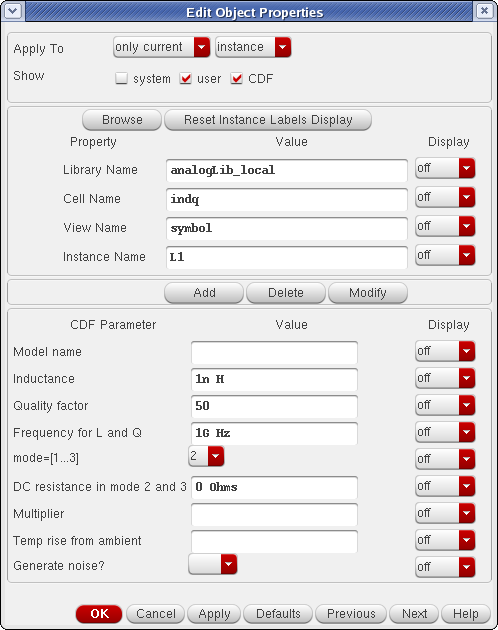 Edit Object Properties
Apply To only current instance
Show system user CDF
Browse Reset Instance Labels Display
Property Value Display
Library Name analogLib_local off
Cell Name indq off
View Name symbol off
Instance Name L1 off
Add Delete Modify
CDF Parameter Value Display
Model name off
Inductance 1n H off
Quality factor 50 off
Frequency for L and Q 1G Hz off
mode=[1...3] 2 off
DC resistance in mode 2 and 3 0 Ohms off
Multiplier off
Temp rise from ambient off
Generate noise? off
OK Cancel Apply Defaults Previous Next Help